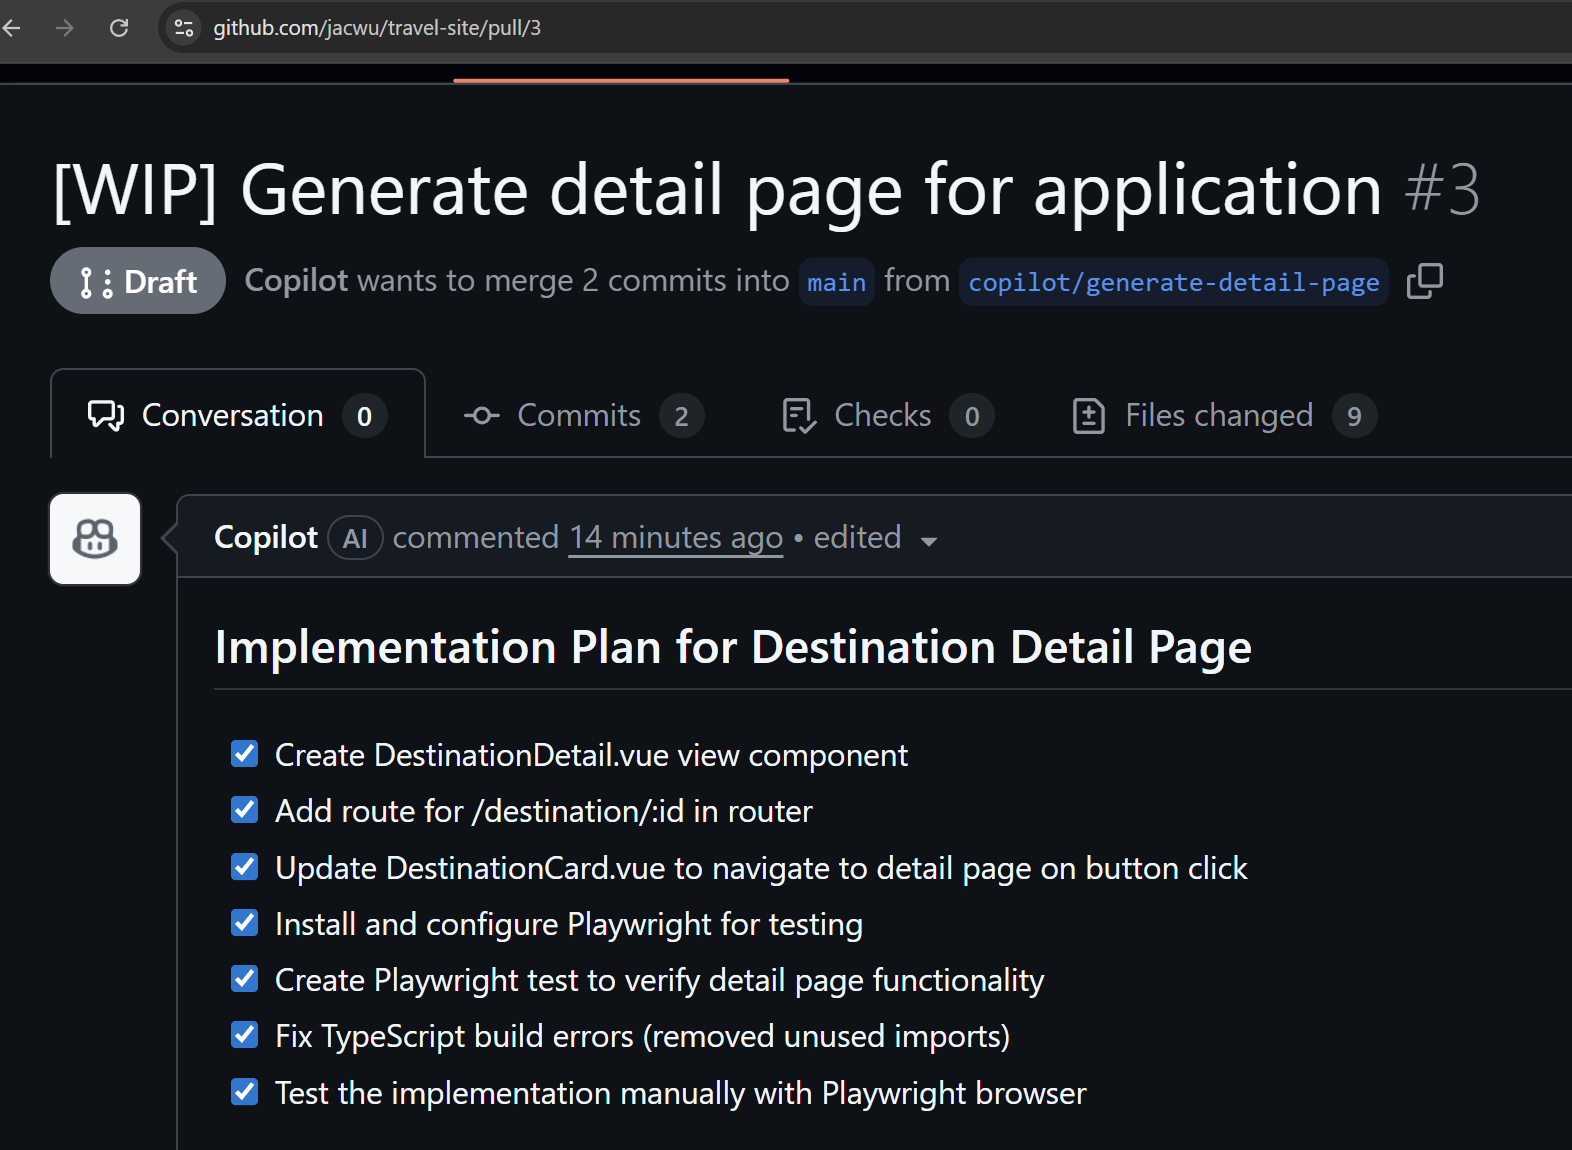 github.com/jacwu/travel-site/pull/3
[WIP] Generate detail page for application #3
Draft Copilot wants to merge 2 commits into main from copilot/generate-detail-page
Conversation 0 Commits 2 Checks 0 Files changed 9
Copilot AI commented 14 minutes ago • edited
Implementation Plan for Destination Detail Page
Create DestinationDetail.vue view component
Add route for /destination/:id in router
Update DestinationCard.vue to navigate to detail page on button click
Install and configure Playwright for testing
Create Playwright test to verify detail page functionality
Fix TypeScript build errors (removed unused imports)
Test the implementation manually with Playwright browser